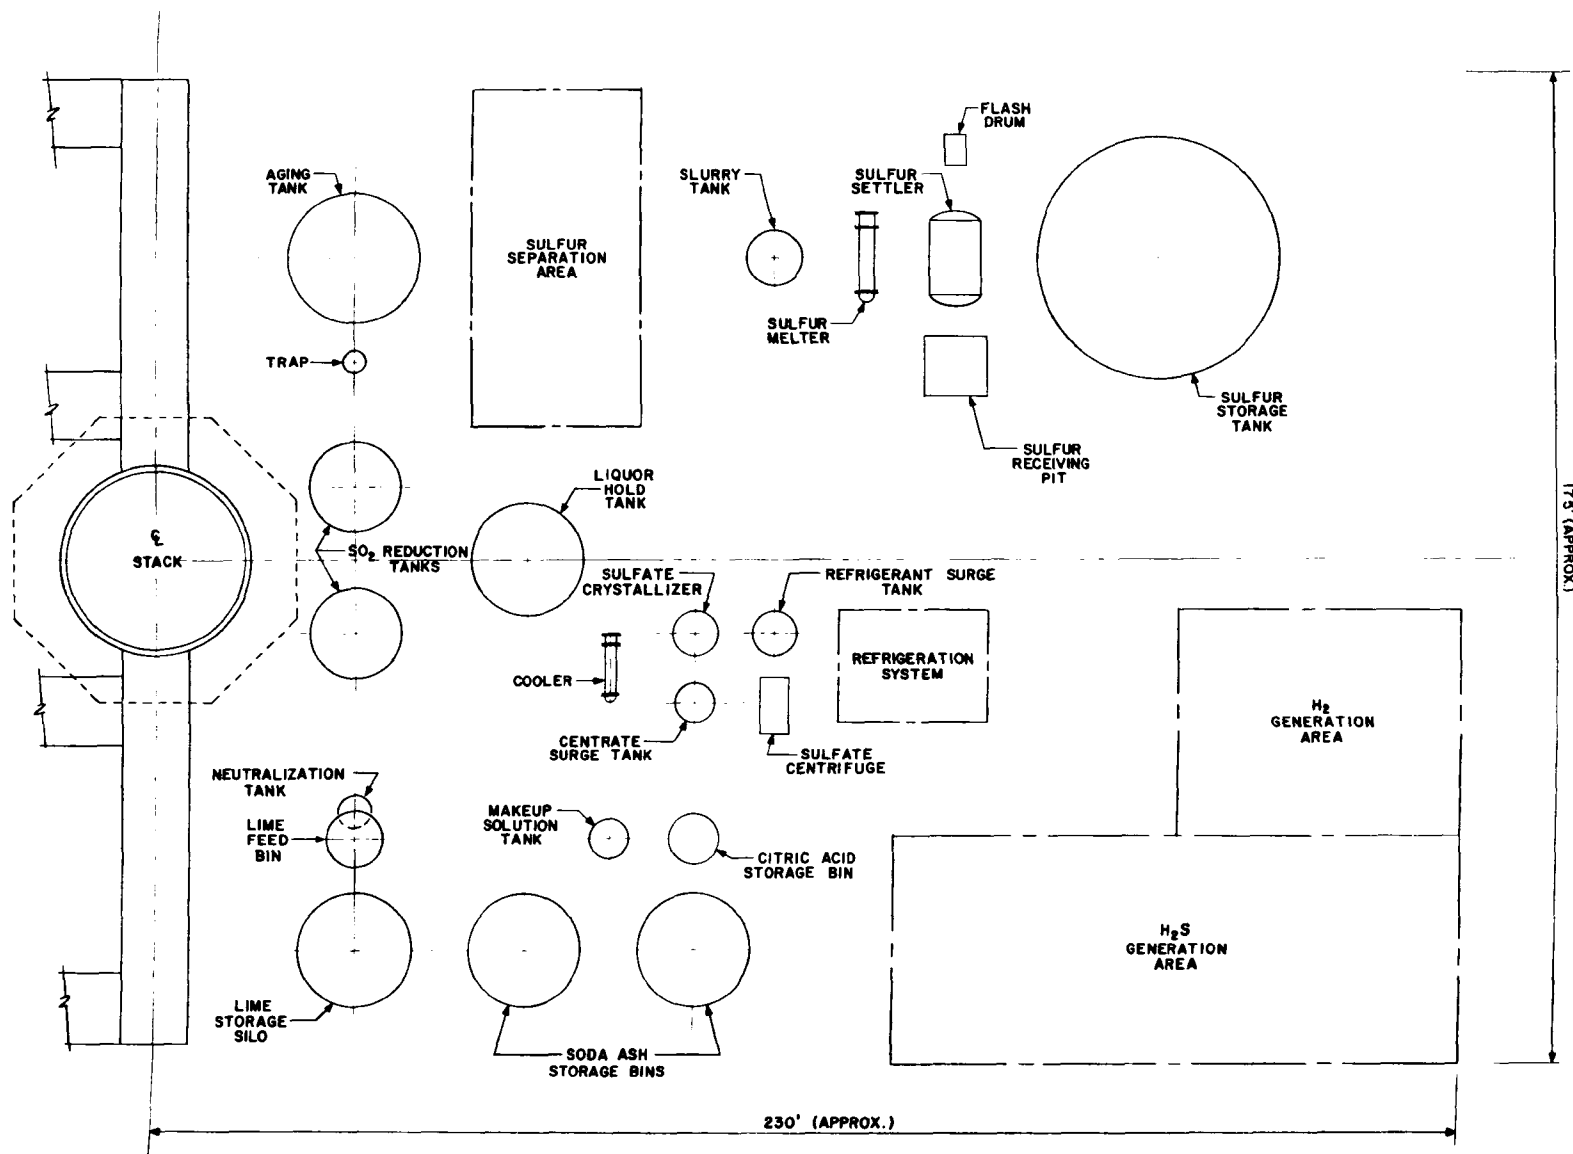 FLASH
DRUM
AGING
TANK
SLURRY
TANK
SULFUR
SETTLER
SULFUR
SEPARATION
AREA
SULFUR
MELTER
TRAP
SULFUR
STORAGE
TANK
SULFUR
RECEIVING
PIT
LIQUOR
HOLD
TANK
175' (APPROX.)
℄
STACK
SO₂ REDUCTION
TANKS
SULFATE
CRYSTALLIZER
REFRIGERANT SURGE
TANK
REFRIGERATION
SYSTEM
COOLER
H₂
GENERATION
AREA
CENTRATE
SURGE TANK
SULFATE
CENTRIFUGE
NEUTRALIZATION
TANK
LIME
FEED
BIN
MAKEUP
SOLUTION
TANK
CITRIC ACID
STORAGE BIN
H₂S
GENERATION
AREA
LIME
STORAGE
SILO
SODA ASH
STORAGE BINS
230' (APPROX.)